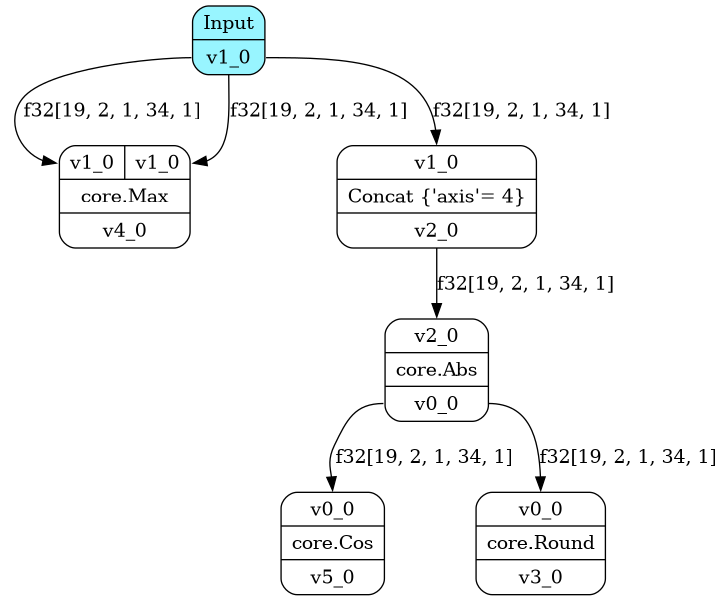 Input
v1_0
f32[19, 2, 1, 34, 1]
f32[19, 2, 1, 34, 1]
f32[19, 2, 1, 34, 1]
v1_0 v1_0
core.Max
v4_0
v1_0
Concat {'axis'= 4}
v2_0
f32[19, 2, 1, 34, 1]
v2_0
core.Abs
v0_0
f32[19, 2, 1, 34, 1]
f32[19, 2, 1, 34, 1]
v0_0
core.Cos
v5_0
v0_0
core.Round
v3_0